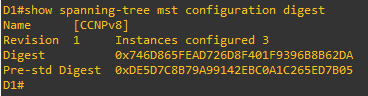 D1#show spanning-tree mst configuration digest
Name      [CCNPv8]
Revision  1     Instances configured 3
Digest          0x746D865FEAD726D8F401F9396B8B62DA
Pre-std Digest  0xDE5D7C8B79A99142EBC0A1C265ED7B05
D1#